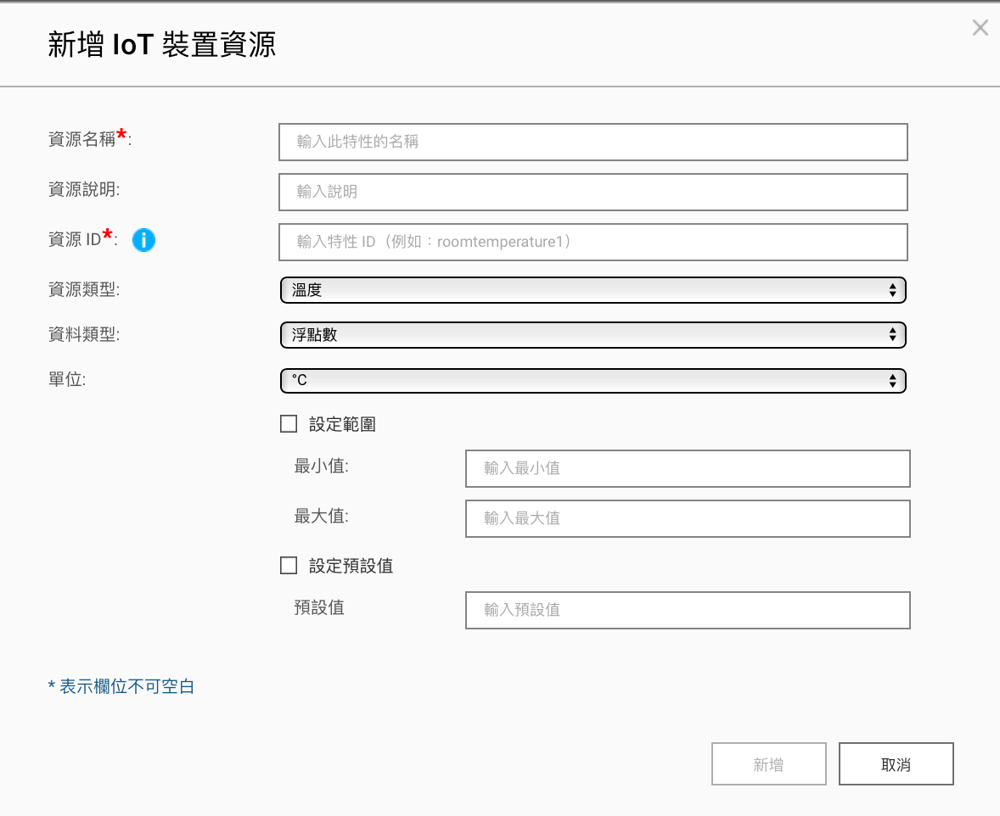 新增 IoT 裝置資源
資源名稱*: 輸入此特性的名稱
資源說明: 輸入說明
資源 ID*: i 輸入特性 ID（例如：roomtemperature1）
資源類型: 溫度
資料類型: 浮點數
單位: °C
設定範圍
最小值: 輸入最小值
最大值: 輸入最大值
設定預設值
預設值 輸入預設值
* 表示欄位不可空白
新增 取消